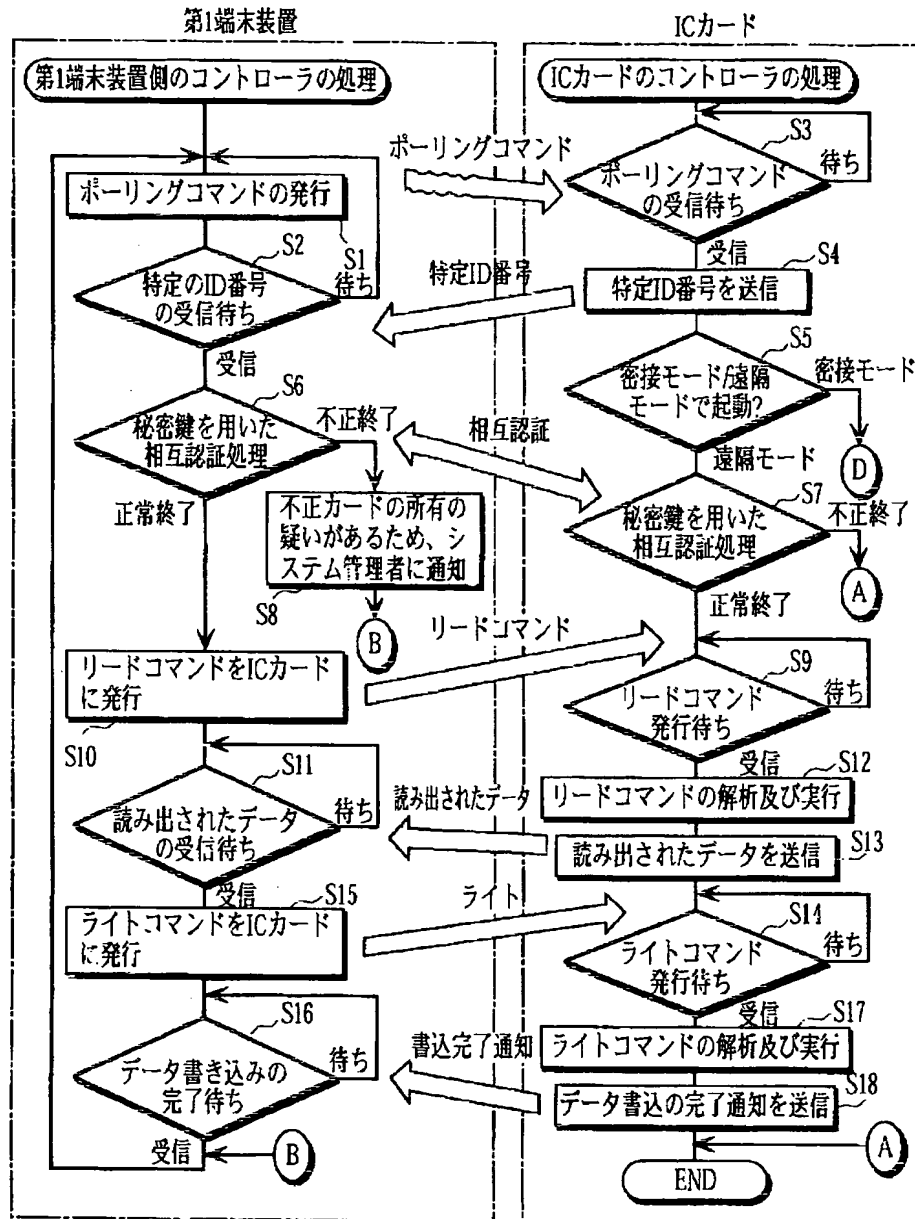 第1端末装置
ICカード
第1端末装置側のコントローラの処理
ICカードのコントローラの処理
S3
待ち
ポーリングコマンド
ポーリングコマンド
の受信待ち
ポーリングコマンドの発行
S1
S2
待ち
特定のID番号
の受信待ち
受信
特定ID番号
受信
S4
特定ID番号を送信
S5
密接モード/遠隔
モードで起動?
密接モード
D
遠隔モード
S6
秘密鍵を用いた
相互認証処理
不正終了
正常終了
相互認証
S7
秘密鍵を用いた
相互認証処理
不正終了
A
正常終了
不正カードの所有の
疑いがあるため、シ
ステム管理者に通知
S8
B
リードコマンド
リードコマンドをICカード
に発行
S10
S9
リードコマンド
発行待ち
待ち
受信
S12
リードコマンドの解析及び実行
S11
読み出されたデータ
の受信待ち
待ち
受信
読み出されたデータ
読み出されたデータを送信
S13
S15
ライトコマンドをICカード
に発行
ライト
S14
ライトコマンド
発行待ち
待ち
受信
S17
ライトコマンドの解析及び実行
S16
データ書き込みの
完了待ち
待ち
受信
書込完了通知
データ書込の完了通知を送信
S18
B
A
END